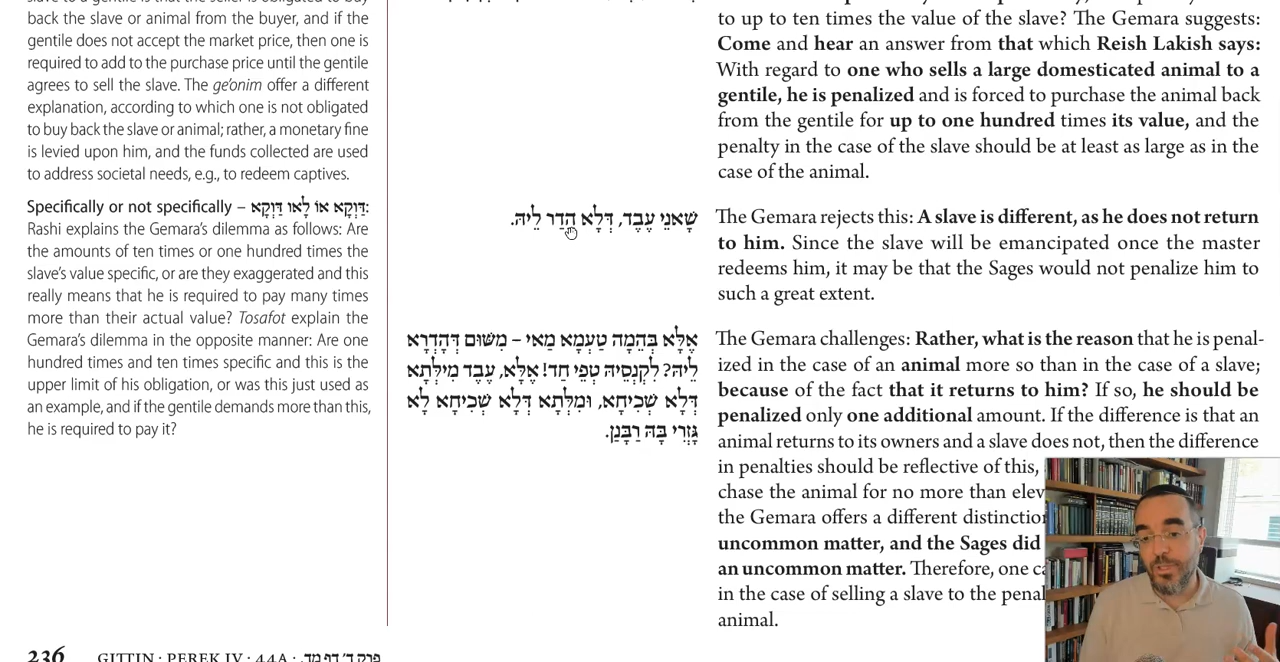 slave to a gentile is that the seller is obligated to buy
back the slave or animal from the buyer, and if the
gentile does not accept the market price, then one is
required to add to the purchase price until the gentile
agrees to sell the slave. The ge'onim offer a different
explanation, according to which one is not obligated
to buy back the slave or animal; rather, a monetary fine
is levied upon him, and the funds collected are used
to address societal needs, e.g., to redeem captives.
Specifically or not specifically – דַּוְקָא אוֹ לָאו דַּוְקָא:
Rashi explains the Gemara's dilemma as follows: Are
the amounts of ten times or one hundred times the
slave's value specific, or are they exaggerated and this
really means that he is required to pay many times
more than their actual value? Tosafot explain the
Gemara's dilemma in the opposite manner: Are one
hundred times and ten times specific and this is the
upper limit of his obligation, or was this just used as
an example, and if the gentile demands more than this,
he is required to pay it?
שָׁאנֵי עֶבֶד, דְּלָא הָדַר לֵיהּ.
אֶלָּא בְּהֵמָה טַעְמָא מַאי – מִשּׁוּם דְּהָדְרָא
לֵיהּ? לִקְנְסֵיהּ טְפֵי חַד! אֶלָּא, עֶבֶד מִילְּתָא
דְּלָא שְׁכִיחָא, וּמִילְּתָא דְּלָא שְׁכִיחָא לָא
גָּזְרִי בָּהּ רַבָּנַן.
to up to ten times the value of the slave? The Gemara suggests:
Come and hear an answer from that which Reish Lakish says:
With regard to one who sells a large domesticated animal to a
gentile, he is penalized and is forced to purchase the animal back
from the gentile for up to one hundred times its value, and the
penalty in the case of the slave should be at least as large as in the
case of the animal.
The Gemara rejects this: A slave is different, as he does not return
to him. Since the slave will be emancipated once the master
redeems him, it may be that the Sages would not penalize him to
such a great extent.
The Gemara challenges: Rather, what is the reason that he is penal-
ized in the case of an animal more so than in the case of a slave;
because of the fact that it returns to him? If so, he should be
penalized only one additional amount. If the difference is that an
animal returns to its owners and a slave does not, then the difference
in penalties should be reflective of this,
chase the animal for no more than elev
the Gemara offers a different distinction
uncommon matter, and the Sages did
an uncommon matter. Therefore, one ca
in the case of selling a slave to the penal
animal.
236 GITTIN · PEREK IV · 44A · פרק ד׳ דף מד.